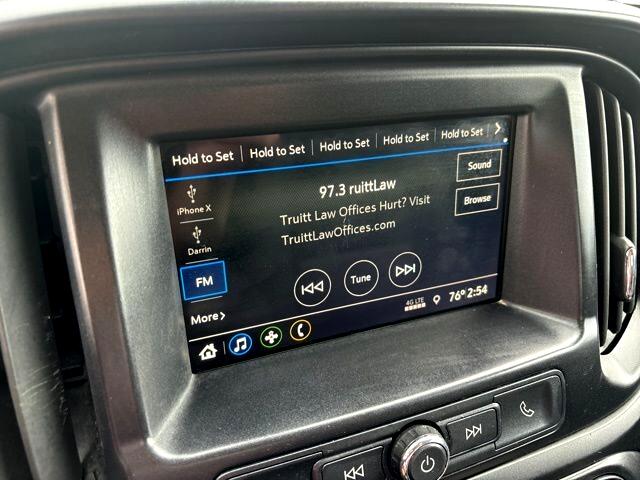 Hold to Set Hold to Set Hold to Set Hold to Set Hold to Set
Sound
97.3 ruittLaw
iPhone X
Truitt Law Offices Hurt? Visit
Browse
TruittLawOffices.com
Darrin
FM
Tune
More
4G LTE 76° 2:54